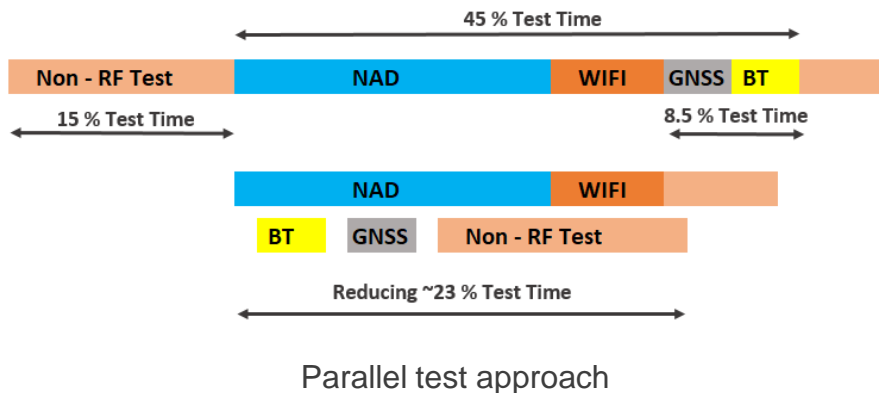 45 % Test Time
Non - RF Test NAD WIFI GNSS BT
15 % Test Time 8.5 % Test Time
NAD WIFI
BT GNSS Non - RF Test
Reducing ~23 % Test Time
Parallel test approach